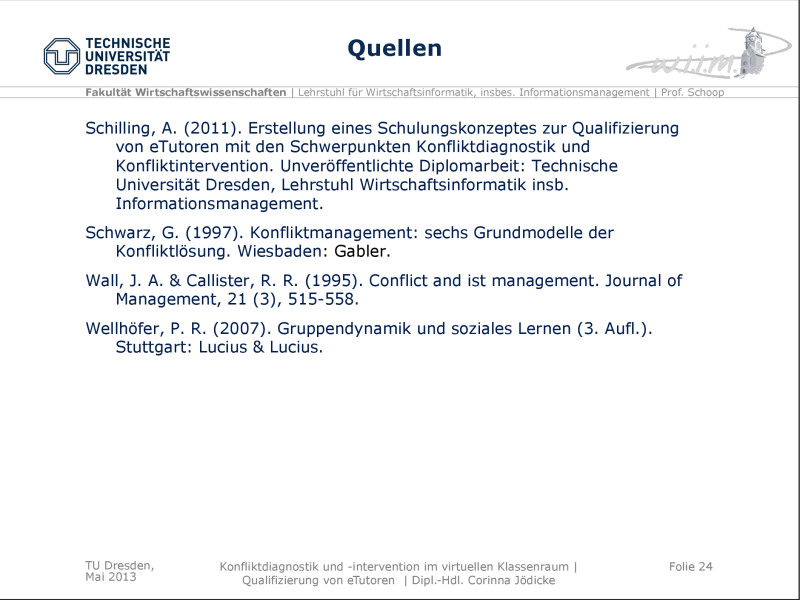 TECHNISCHE
UNIVERSITÄT
DRESDEN
Quellen
w.i.i.m.
Fakultät Wirtschaftswissenschaften | Lehrstuhl für Wirtschaftsinformatik, insbes. Informationsmanagement | Prof. Schoop
Schilling, A. (2011). Erstellung eines Schulungskonzeptes zur Qualifizierung
von eTutoren mit den Schwerpunkten Konfliktdiagnostik und
Konfliktintervention. Unveröffentlichte Diplomarbeit: Technische
Universität Dresden, Lehrstuhl Wirtschaftsinformatik insb.
Informationsmanagement.
Schwarz, G. (1997). Konfliktmanagement: sechs Grundmodelle der
Konfliktlösung. Wiesbaden: Gabler.
Wall, J. A. & Callister, R. R. (1995). Conflict and ist management. Journal of
Management, 21 (3), 515-558.
Wellhöfer, P. R. (2007). Gruppendynamik und soziales Lernen (3. Aufl.).
Stuttgart: Lucius & Lucius.
TU Dresden,
Mai 2013
Konfliktdiagnostik und -intervention im virtuellen Klassenraum |
Qualifizierung von eTutoren | Dipl.-Hdl. Corinna Jödicke
Folie 24